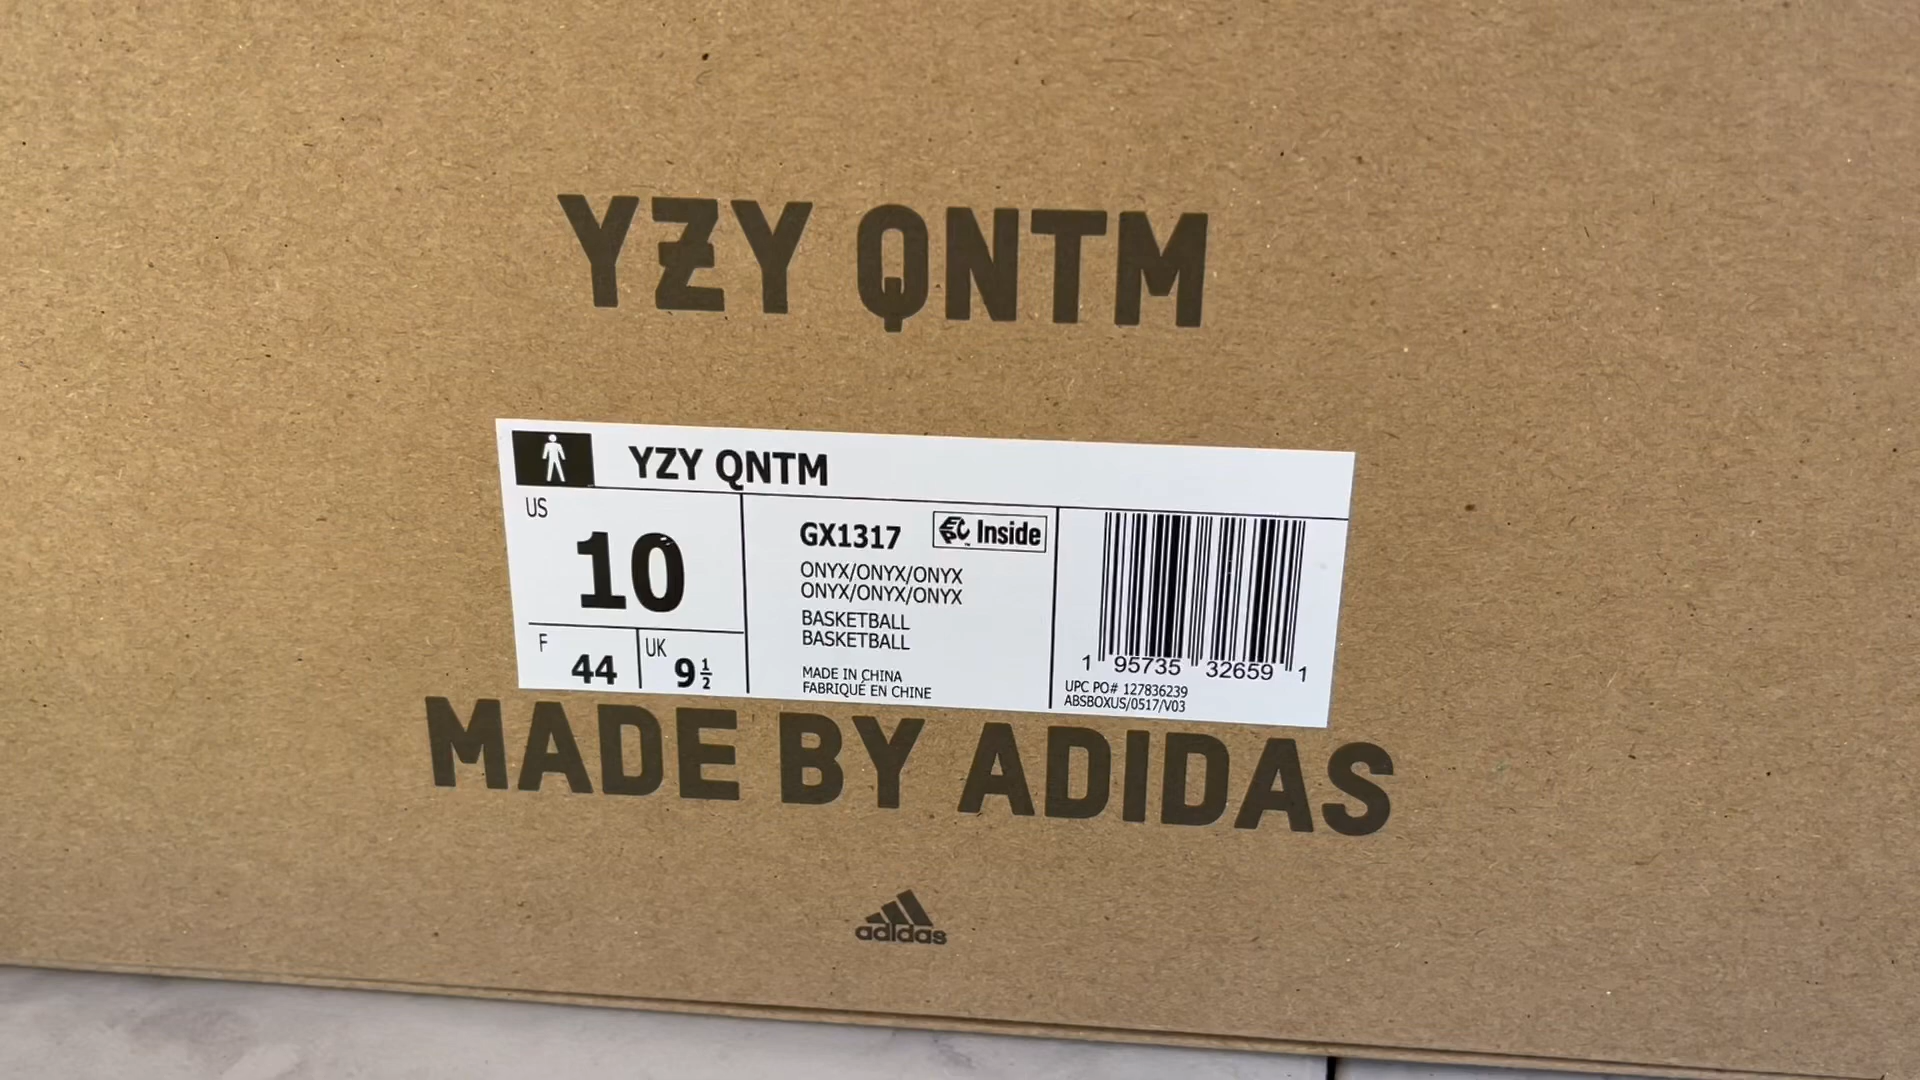 YZY QNTM
YZY QNTM
US
10
F 44
UK 9 1/2
GX1317
Inside
ONYX/ONYX/ONYX
ONYX/ONYX/ONYX
BASKETBALL
BASKETBALL
MADE IN CHINA
FABRIQUÉ EN CHINE
1 95735 32659 1
UPC PO# 127836239
ABSBOXUS/0517/V03
MADE BY ADIDAS
adidas